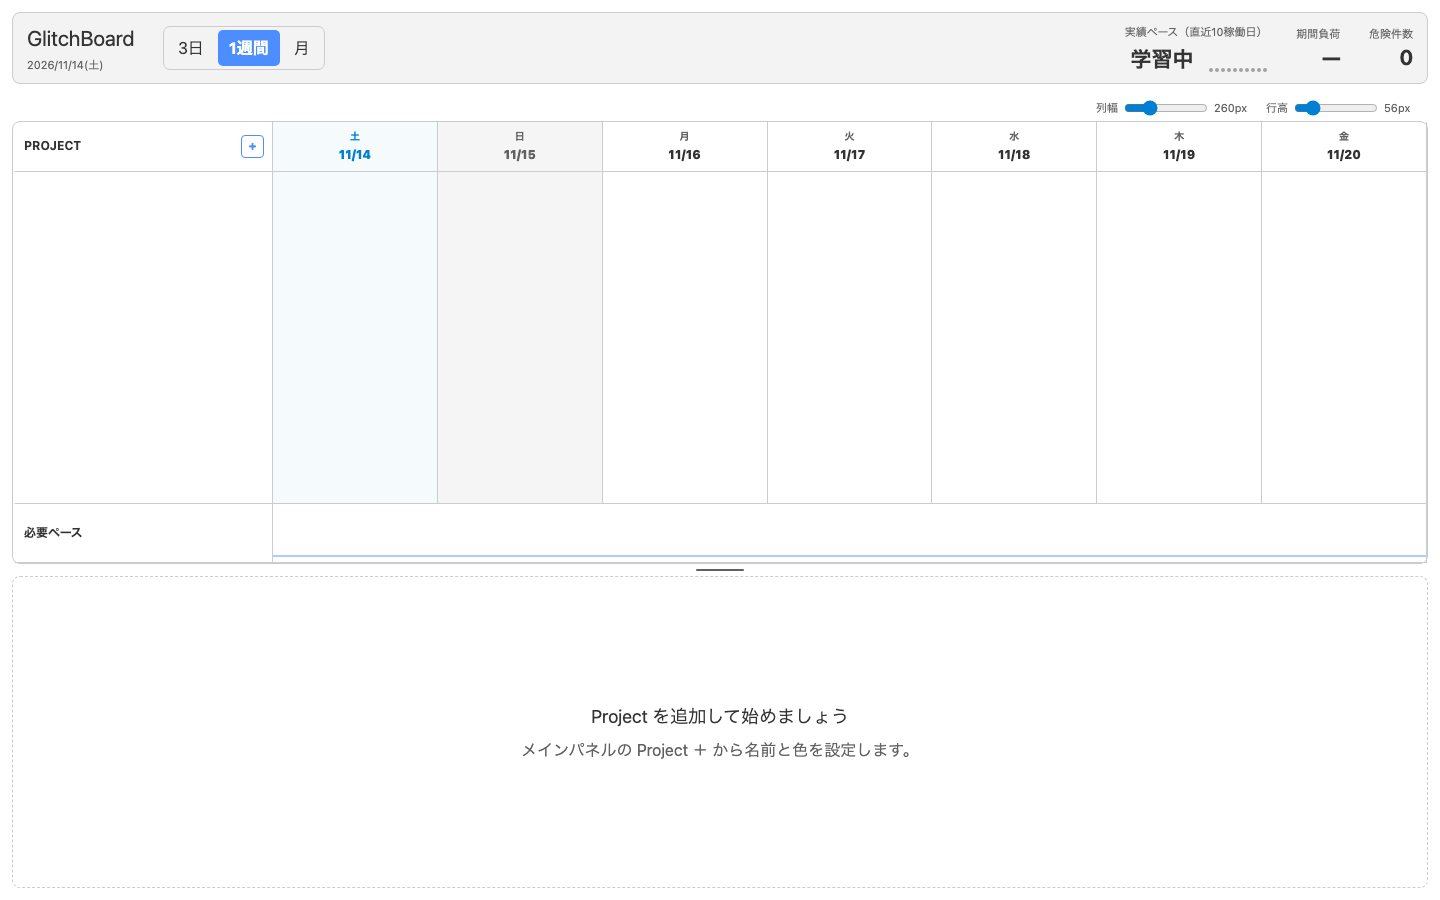 GlitchBoard
2026/11/14(土)
3日 1週間 月
実績ペース（直近10稼働日）
学習中
期間負荷
—
危険件数
0
列幅 260px 行高 56px
PROJECT +
土 日 月 火 水 木 金
11/14 11/15 11/16 11/17 11/18 11/19 11/20
必要ペース
Project を追加して始めましょう
メインパネルの Project ＋ から名前と色を設定します。